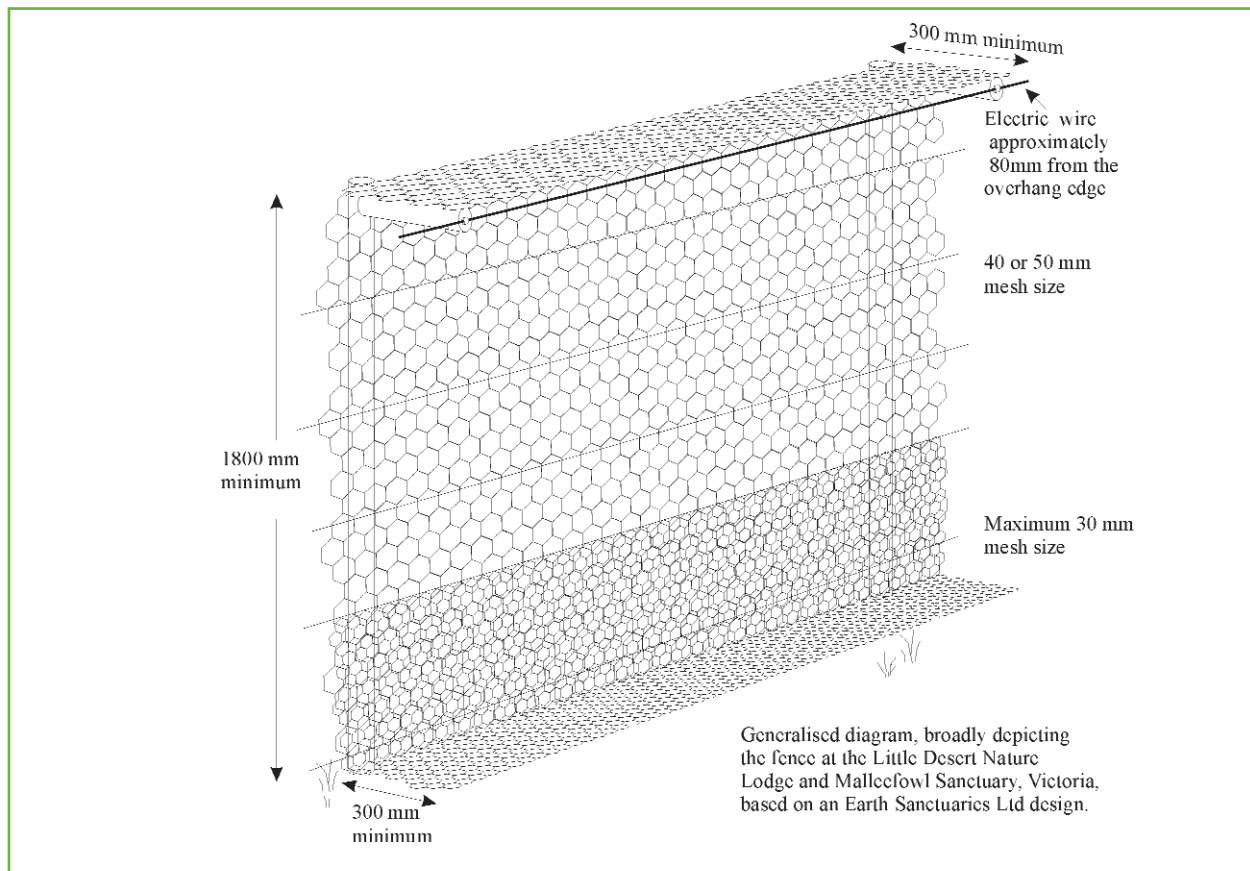 300 mm minimum
Electric wire
approximately
80mm from the
overhang edge
40 or 50 mm
mesh size
1800 mm
minimum
Maximum 30 mm
mesh size
300 mm
minimum
Generalised diagram, broadly depicting
the fence at the Little Desert Nature
Lodge and Malleefowl Sanctuary, Victoria,
based on an Earth Sanctuaries Ltd design.